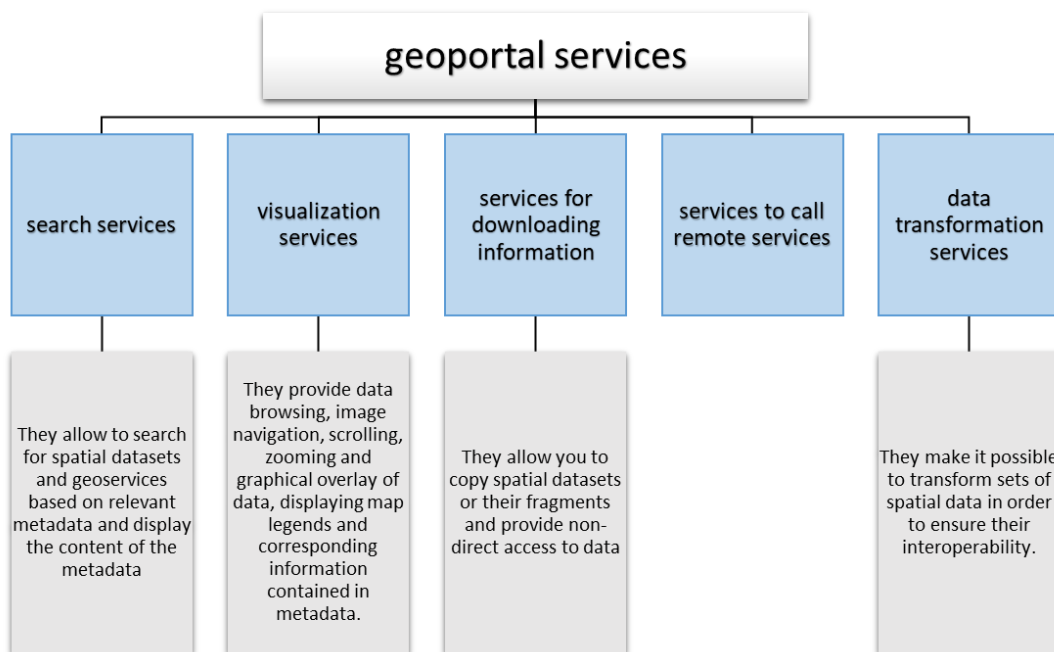 geoportal services
search services
visualization
services
services for
downloading
information
services to call
remote services
data
transformation
services
They allow to search
for spatial datasets
and geoservices
based on relevant
metadata and display
the content of the
metadata
They provide data
browsing, image
navigation, scrolling,
zooming and
graphical overlay of
data, displaying map
legends and
corresponding
information
contained in
metadata.
They allow you to
copy spatial datasets
or their fragments
and provide non-
direct access to data
They make it possible
to transform sets of
spatial data in order
to ensure their
interoperability.